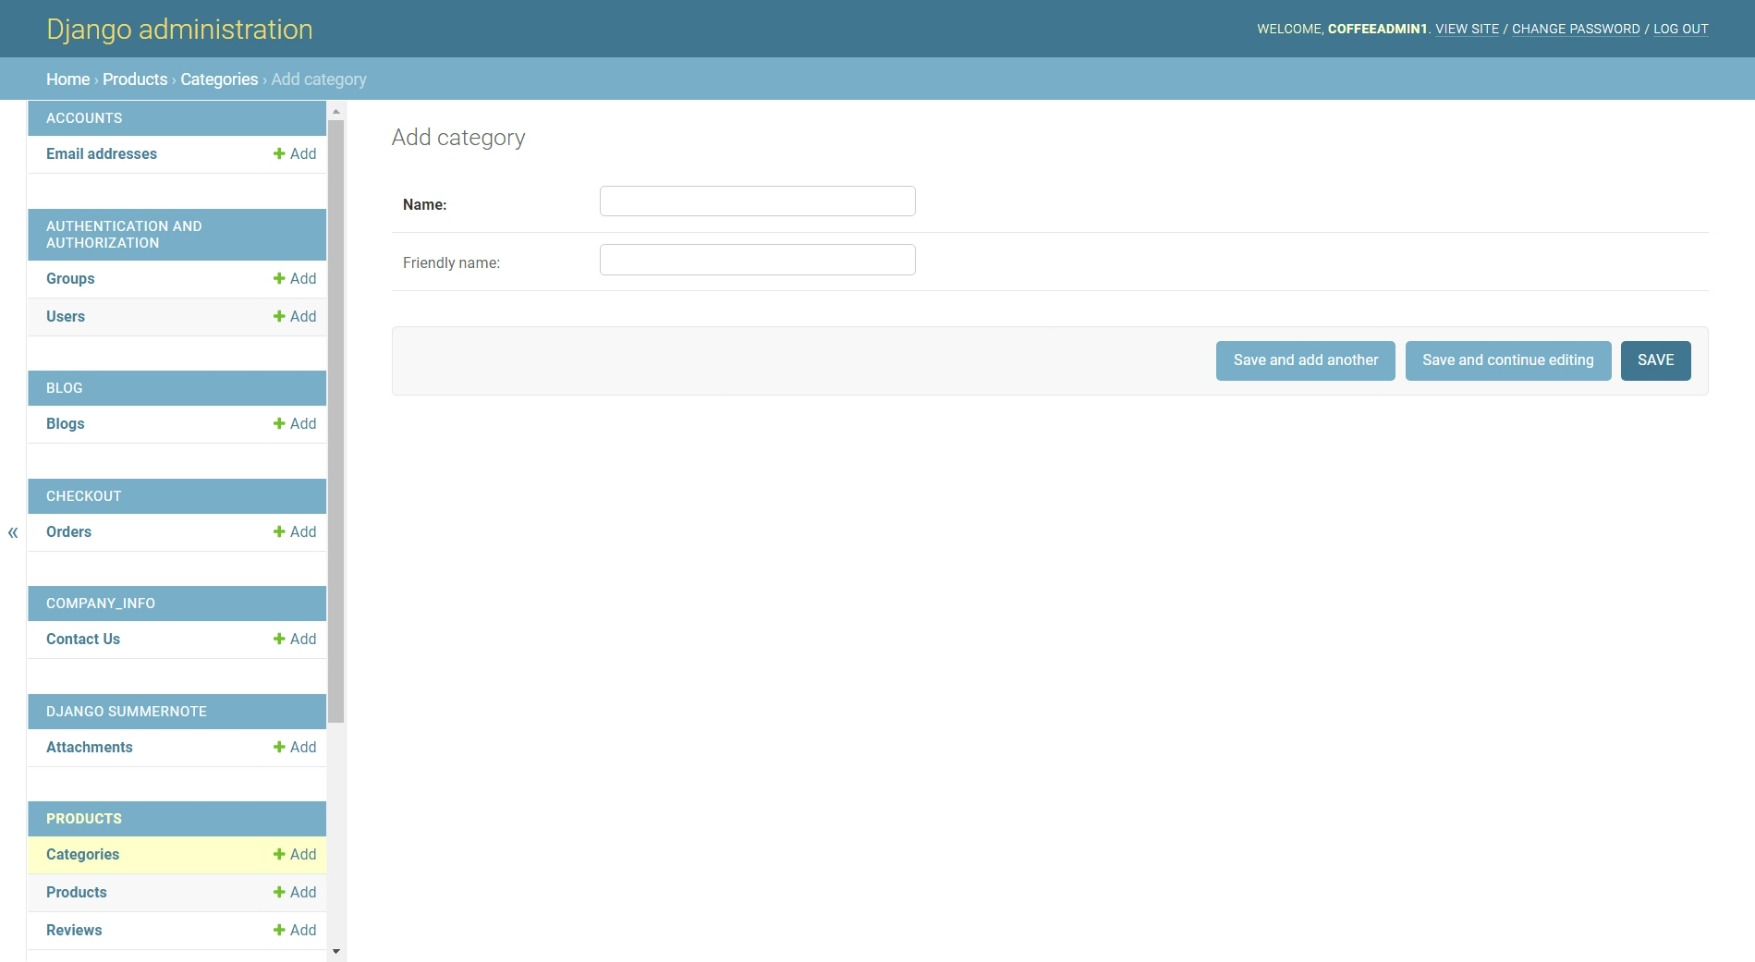 Django administration
WELCOME, COFFEEADMIN1. VIEW SITE / CHANGE PASSWORD / LOG OUT
Home › Products › Categories › Add category
ACCOUNTS
Email addresses + Add
AUTHENTICATION AND
AUTHORIZATION
Groups + Add
Users + Add
BLOG
Blogs + Add
CHECKOUT
Orders + Add
COMPANY_INFO
Contact Us + Add
DJANGO SUMMERNOTE
Attachments + Add
PRODUCTS
Categories + Add
Products + Add
Reviews + Add
«
Add category
Name:
Friendly name:
Save and add another Save and continue editing SAVE